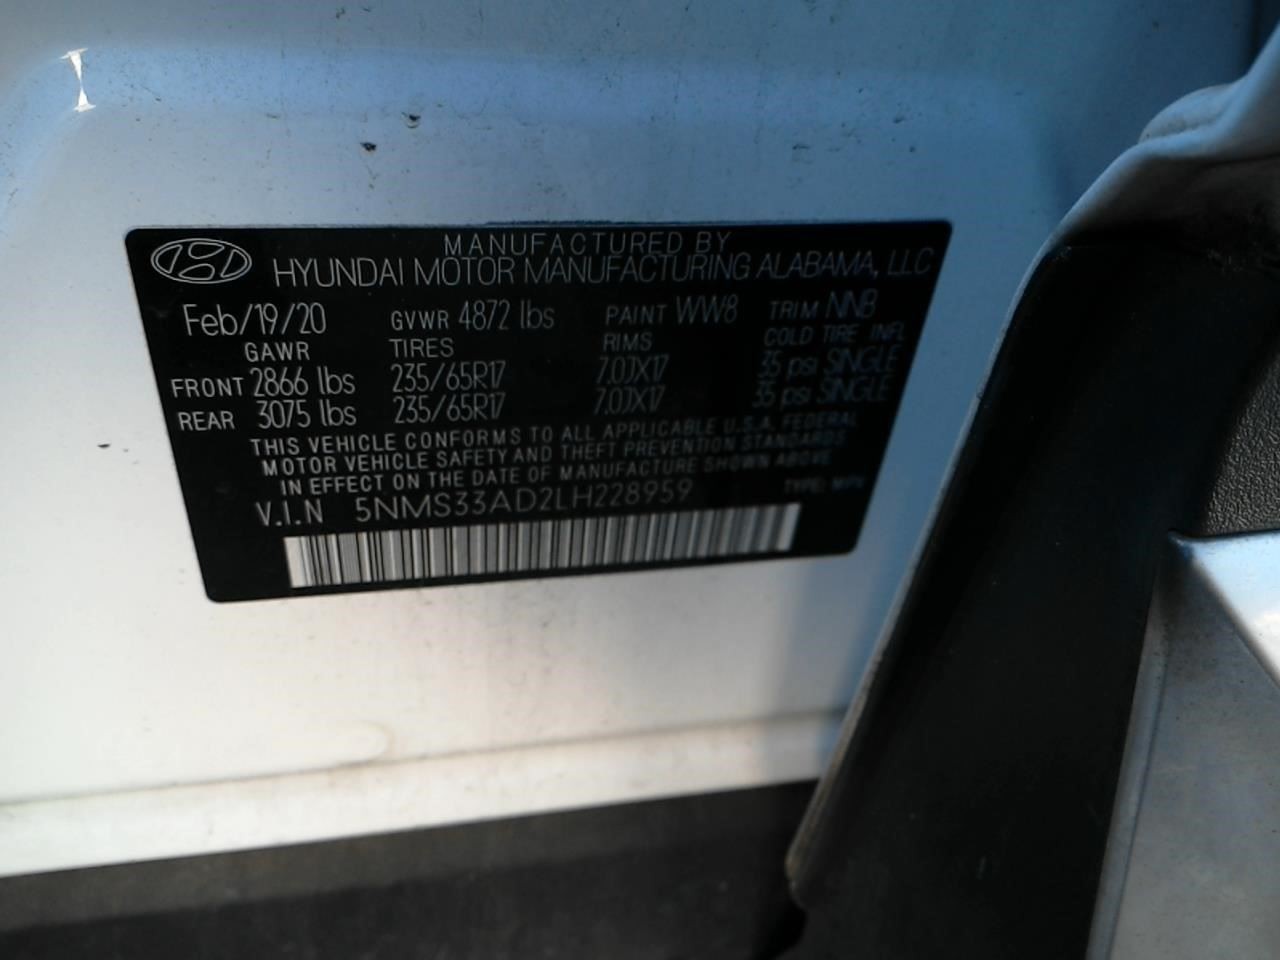 MANUFACTURED BY
HYUNDAI MOTOR MANUFACTURING ALABAMA, LLC
Feb/19/20 GVWR 4872 lbs PAINT WW8 TRIM NNB
GAWR TIRES RIMS COLD TIRE INFL
FRONT 2866 lbs 235/65R17 7.0JX17 35 psi SINGLE
REAR 3075 lbs 235/65R17 7.0JX17 35 psi SINGLE
THIS VEHICLE CONFORMS TO ALL APPLICABLE U.S.A. FEDERAL
MOTOR VEHICLE SAFETY AND THEFT PREVENTION STANDARDS
IN EFFECT ON THE DATE OF MANUFACTURE SHOWN ABOVE
V.I.N 5NMS33AD2LH228959 TYPE: MPV